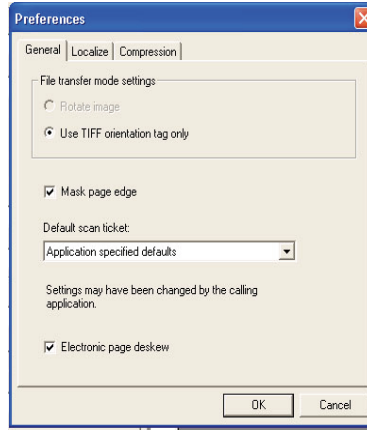 Preferences
General Localize Compression
File transfer mode settings
Rotate image
Use TIFF orientation tag only
Mask page edge
Default scan ticket:
Application specified defaults
Settings may have been changed by the calling
application.
Electronic page deskew
OK Cancel